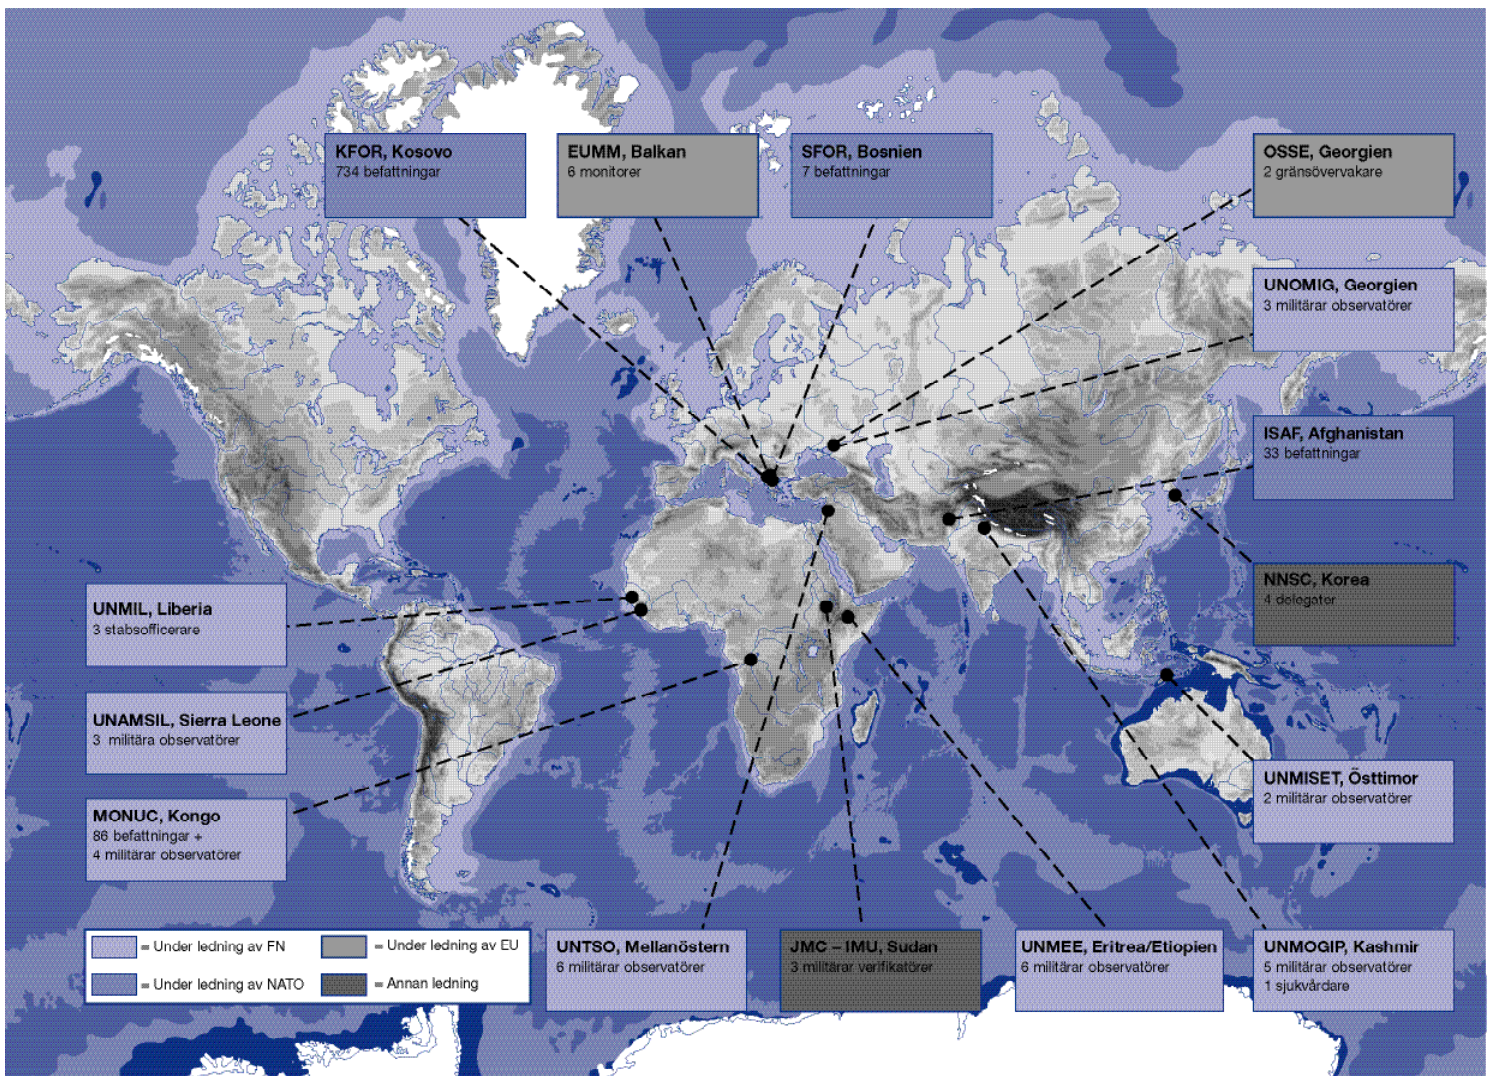 KFOR, Kosovo
734 befattningar
EUMM, Balkan
6 monitorer
SFOR, Bosnien
7 befattningar
OSSE, Georgien
2 gränsövervakare
UNOMIG, Georgien
3 militärar observatörer
ISAF, Afghanistan
33 befattningar
NNSC, Korea
4 delegater
UNMIL, Liberia
3 stabsofficerare
UNAMSIL, Sierra Leone
3 militära observatörer
MONUC, Kongo
86 befattningar +
4 militärar observatörer
UNMISET, Östtimor
2 militärar observatörer
= Under ledning av FN
= Under ledning av EU
= Under ledning av NATO
= Annan ledning
UNTSO, Mellanöstern
6 militärar observatörer
JMC – IMU, Sudan
3 militärar verifikatörer
UNMEE, Eritrea/Etiopien
6 militärar observatörer
UNMOGIP, Kashmir
5 militärar observatörer
1 sjukvårdare